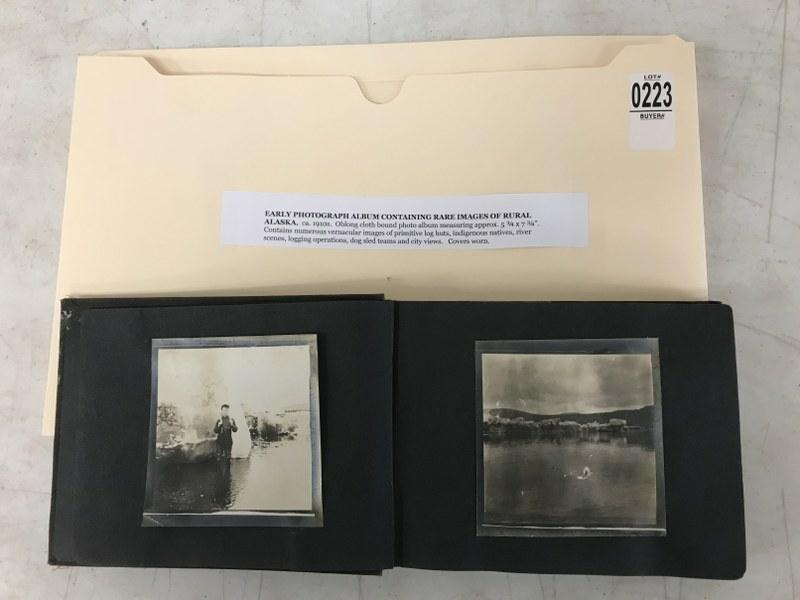 LOT#
0223
BUYER#
EARLY PHOTOGRAPH ALBUM CONTAINING RARE IMAGES OF RURAL
ALASKA. ca. 1910s. Oblong cloth bound photo album measuring approx. 5 ¾ x 7 ¾".
Contains numerous vernacular images of primitive log huts, indigenous natives, river
scenes, logging operations, dog sled teams and city views. Covers worn.